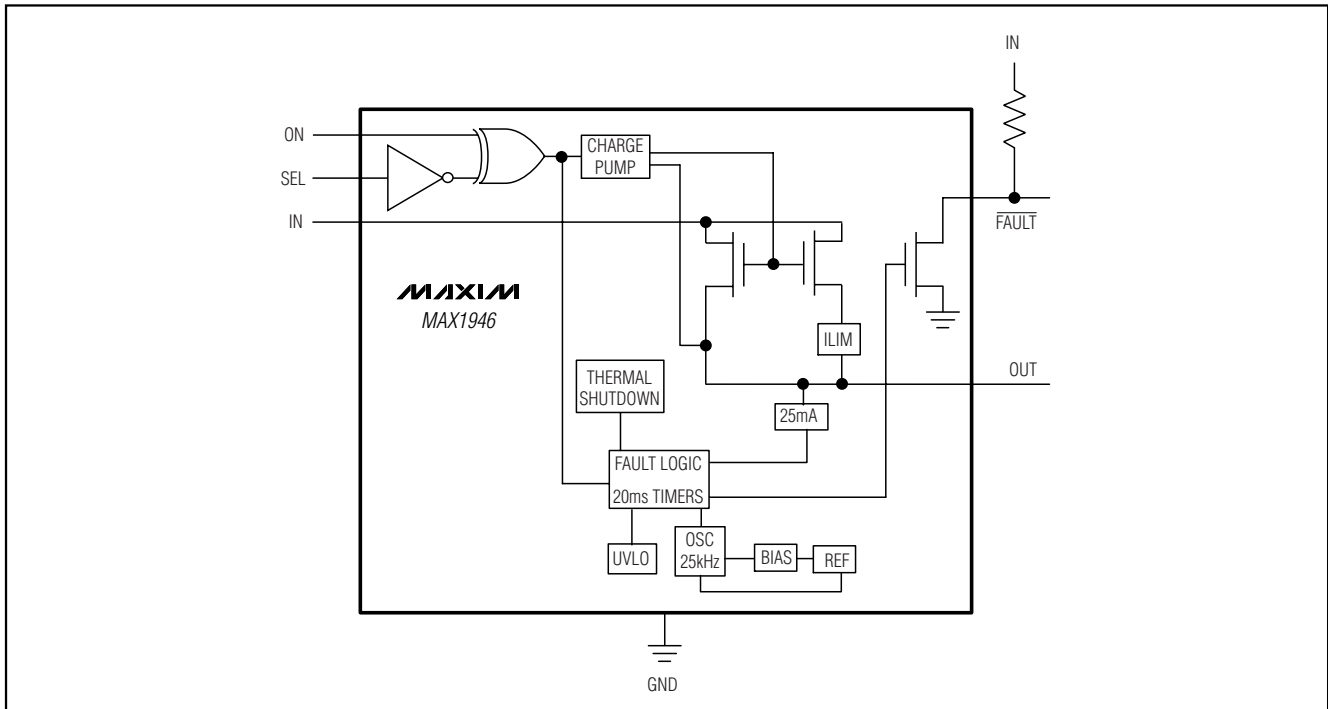 IN
ON
CHARGE
PUMP
SEL
IN
FAULT
MAXIM
MAX1946
ILIM
THERMAL
SHUTDOWN
OUT
25mA
FAULT LOGIC
20ms TIMERS
OSC
25kHz
UVLO
BIAS
REF
GND